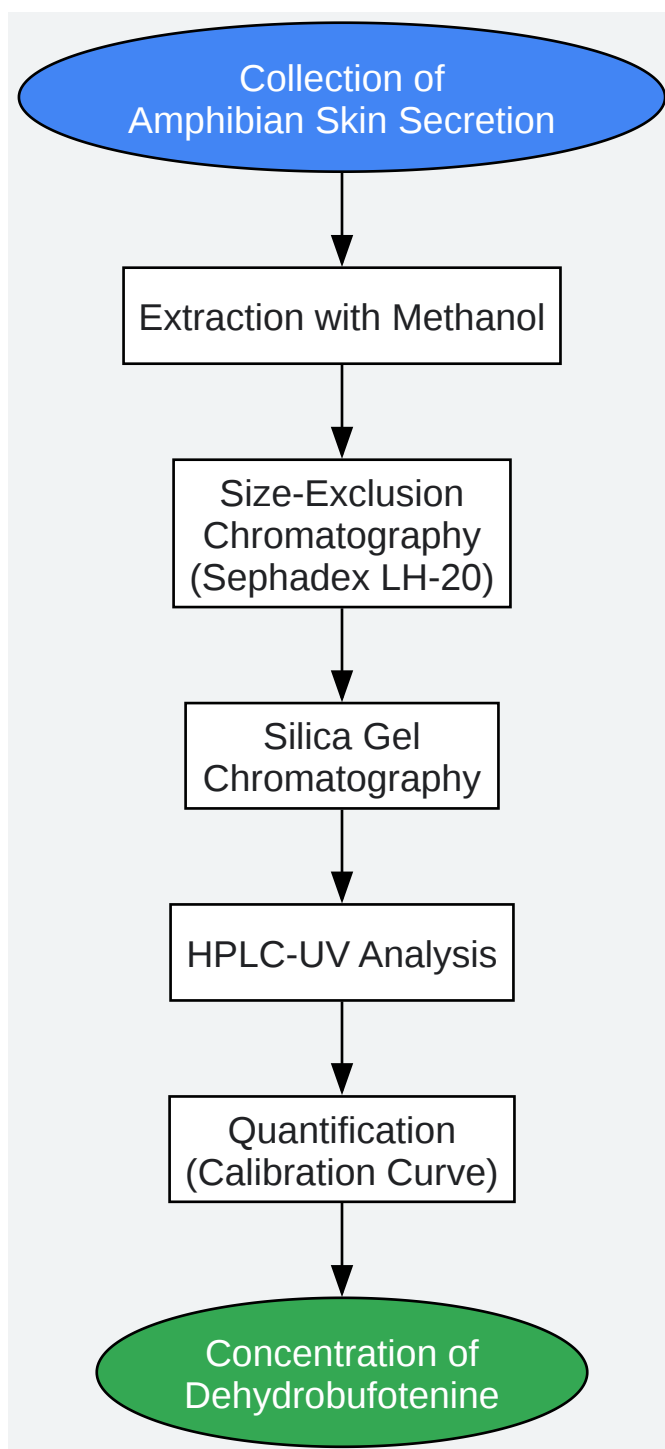 Collection of
Amphibian Skin Secretion
Extraction with Methanol
Size-Exclusion
Chromatography
(Sephadex LH-20)
Silica Gel
Chromatography
HPLC-UV Analysis
Quantification
(Calibration Curve)
Concentration of
Dehydrobufotenine